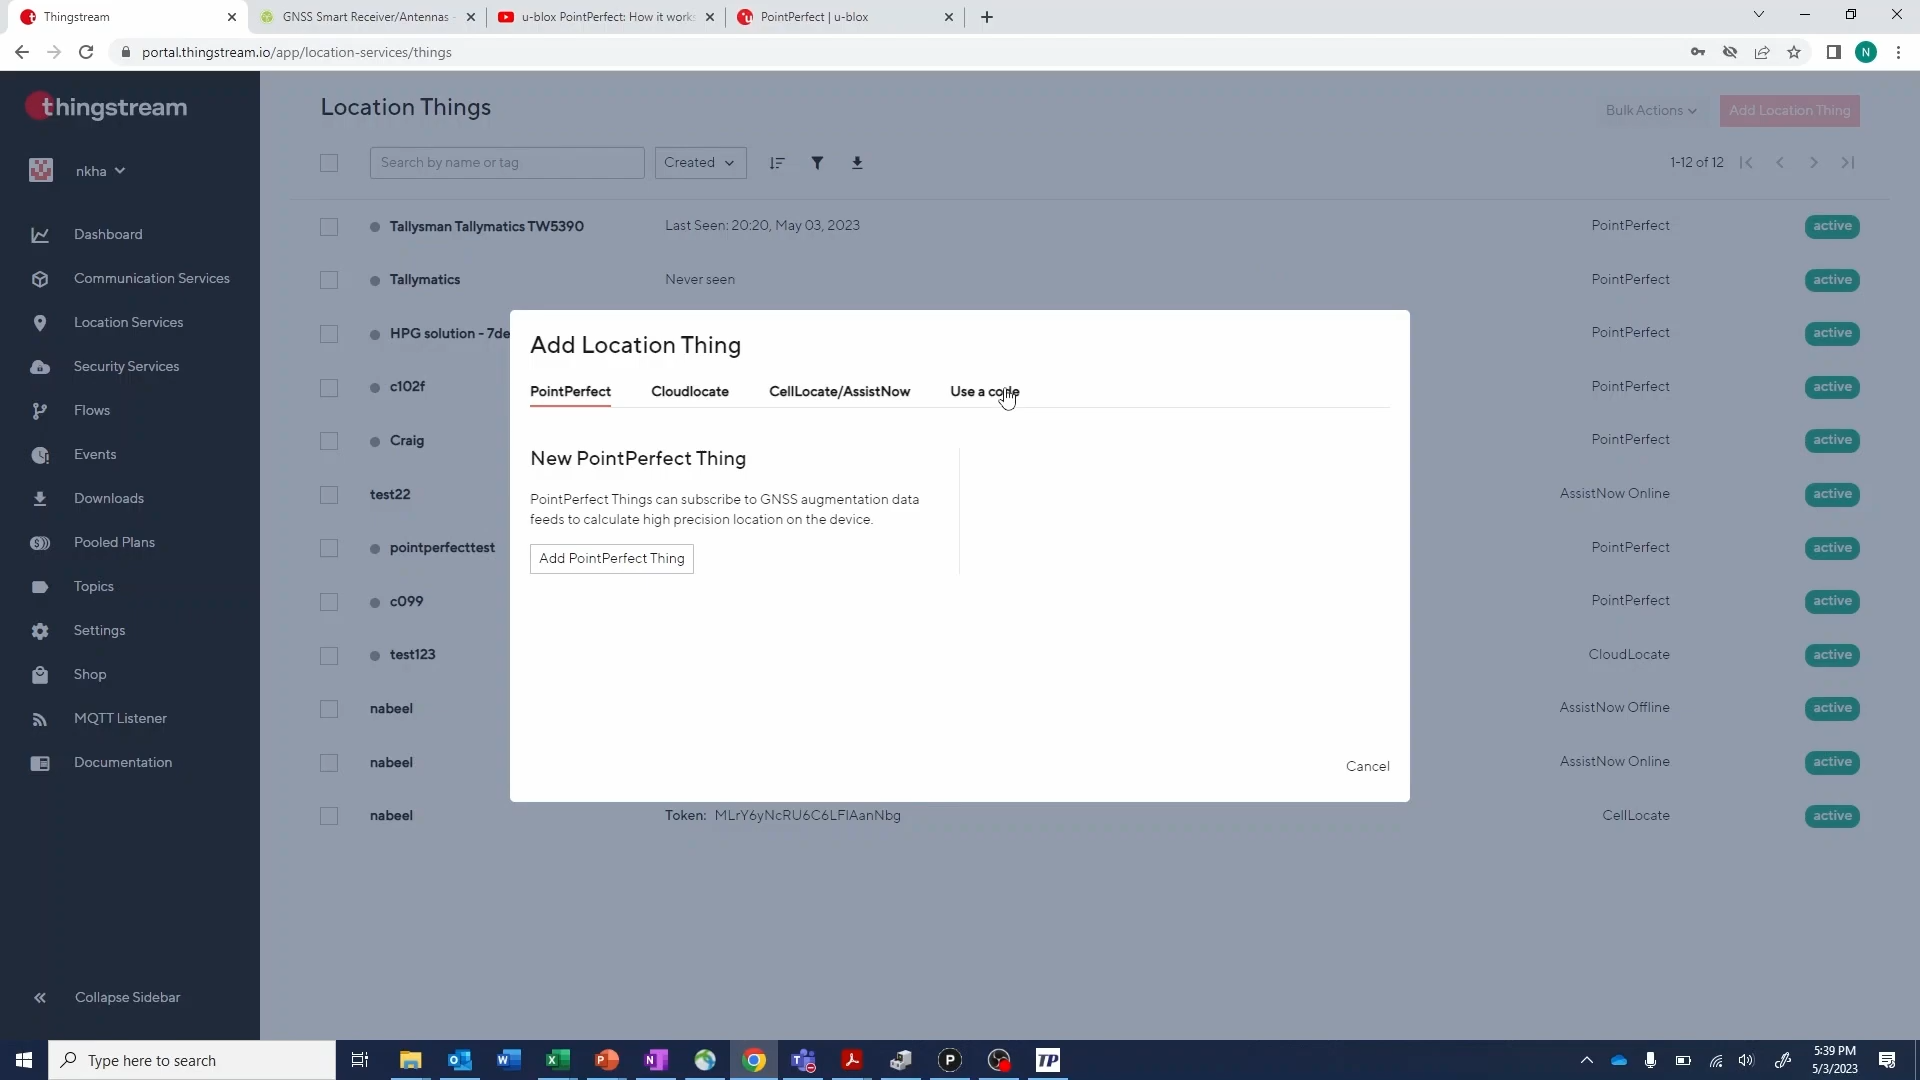 Thingstream
GNSS Smart Receiver/Antennas -
u-blox PointPerfect: How it works
PointPerfect | u-blox
portal.thingstream.io/app/location-services/things
N
thingstream
nkha
Dashboard
Communication Services
Location Services
Security Services
Flows
Events
Downloads
Pooled Plans
Topics
Settings
Shop
MQTT Listener
Documentation
Collapse Sidebar
Location Things
Bulk Actions
Add Location Thing
Search by name or tag
Created
1-12 of 12
Tallysman Tallymatics TW5390 Last Seen: 20:20, May 03, 2023 PointPerfect active
Tallymatics Never seen PointPerfect active
HPG solution - 7de PointPerfect active
c102f PointPerfect active
Craig PointPerfect active
test22 AssistNow Online active
pointperfecttest PointPerfect active
c099 PointPerfect active
test123 CloudLocate active
nabeel AssistNow Offline active
nabeel AssistNow Online active
nabeel Token: MLrY6yNcRU6C6LFlAanNbg CellLocate active
Add Location Thing
PointPerfect Cloudlocate CellLocate/AssistNow Use a code
New PointPerfect Thing
PointPerfect Things can subscribe to GNSS augmentation data
feeds to calculate high precision location on the device.
Add PointPerfect Thing
Cancel
Type here to search
TP
5:39 PM
5/3/2023